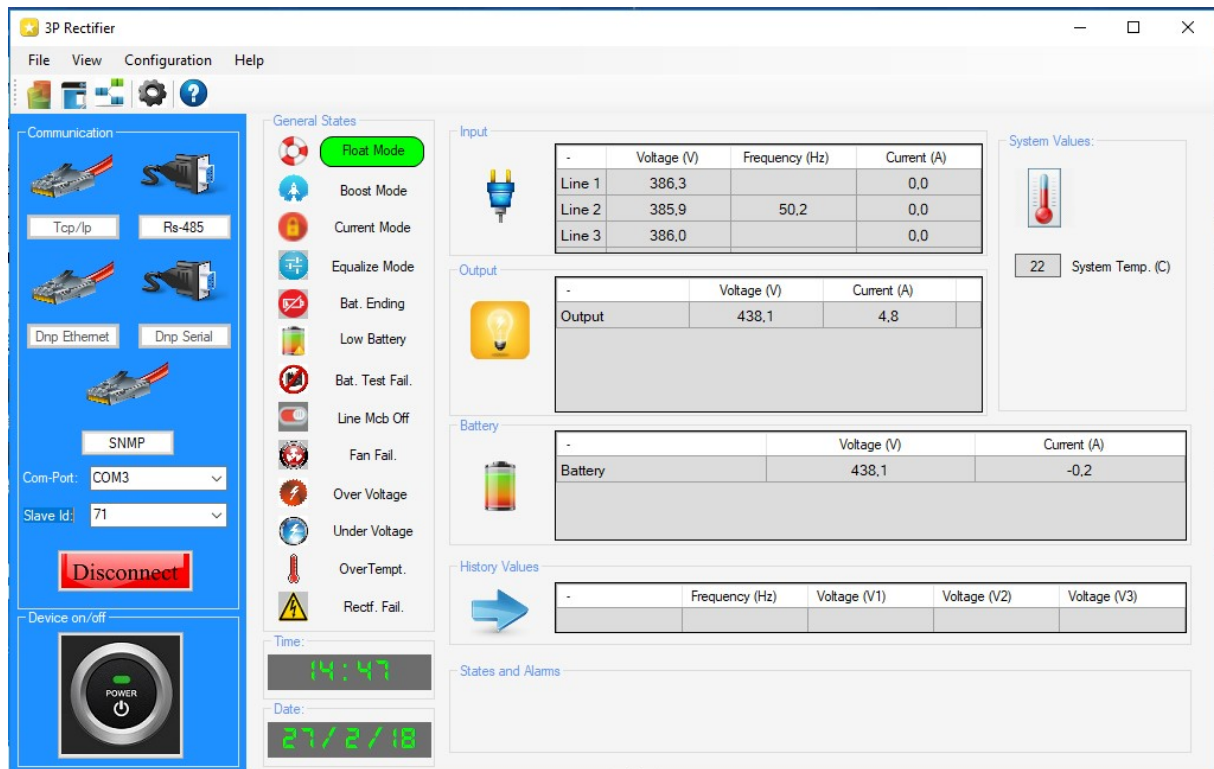 3P Rectifier
File View Configuration Help
Communication
Tcp/Ip Rs-485
Dnp Ethernet Dnp Serial
SNMP
Com-Port: COM3
Slave Id: 71
Disconnect
Device on/off
POWER
General States
Float Mode
Boost Mode
Current Mode
Equalize Mode
Bat. Ending
Low Battery
Bat. Test Fail.
Line Mcb Off
Fan Fail.
Over Voltage
Under Voltage
OverTempt.
Rectf. Fail.
Time:
14:47
Date:
27/2/18
Input
- Voltage (V) Frequency (Hz) Current (A)
Line 1 386,3 0,0
Line 2 385,9 50,2 0,0
Line 3 386,0 0,0
Output
- Voltage (V) Current (A)
Output 438,1 4,8
Battery
- Voltage (V) Current (A)
Battery 438,1 -0,2
History Values
- Frequency (Hz) Voltage (V1) Voltage (V2) Voltage (V3)
States and Alarms
System Values:
22 System Temp. (C)